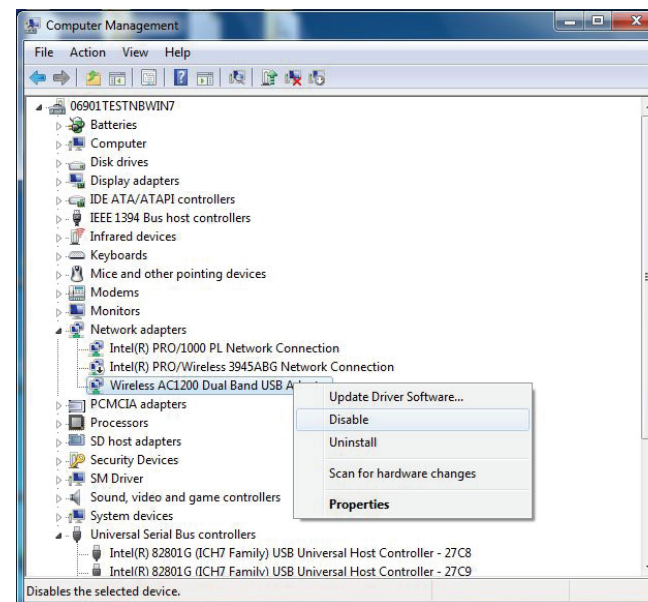 Computer Management
File Action View Help
06901TESTNBWIN7
Batteries
Computer
Disk drives
Display adapters
IDE ATA/ATAPI controllers
IEEE 1394 Bus host controllers
Infrared devices
Keyboards
Mice and other pointing devices
Modems
Monitors
Network adapters
Intel(R) PRO/1000 PL Network Connection
Intel(R) PRO/Wireless 3945ABG Network Connection
Wireless AC1200 Dual Band USB
PCMCIA adapters
Processors
SD host adapters
Security Devices
SM Driver
Sound, video and game controllers
System devices
Universal Serial Bus controllers
Intel(R) 82801G (ICH7 Family) USB Universal Host Controller - 27C8
Intel(R) 82801G (ICH7 Family) USB Universal Host Controller - 27C9
Update Driver Software...
Disable
Uninstall
Scan for hardware changes
Properties
Disables the selected device.